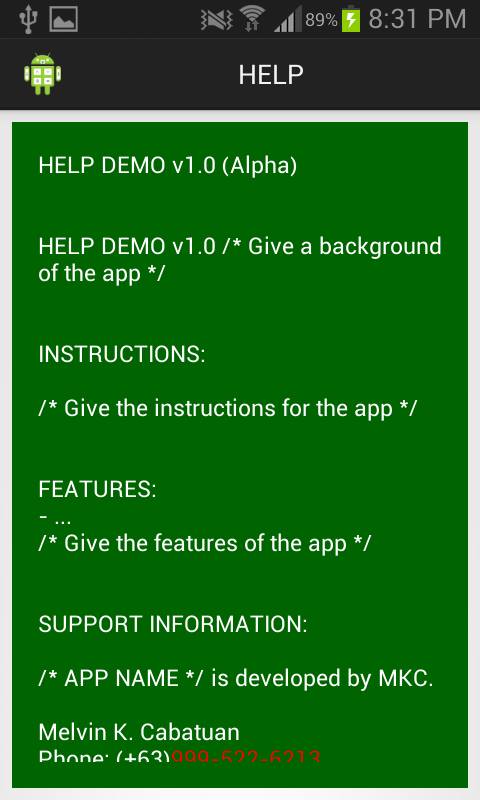 89% 8:31 PM
HELP
HELP DEMO v1.0 (Alpha)
HELP DEMO v1.0 /* Give a background
of the app */
INSTRUCTIONS:
/* Give the instructions for the app */
FEATURES:
- ...
/* Give the features of the app */
SUPPORT INFORMATION:
/* APP NAME */ is developed by MKC.
Melvin K. Cabatuan
Phone: (+63)999-522-6213